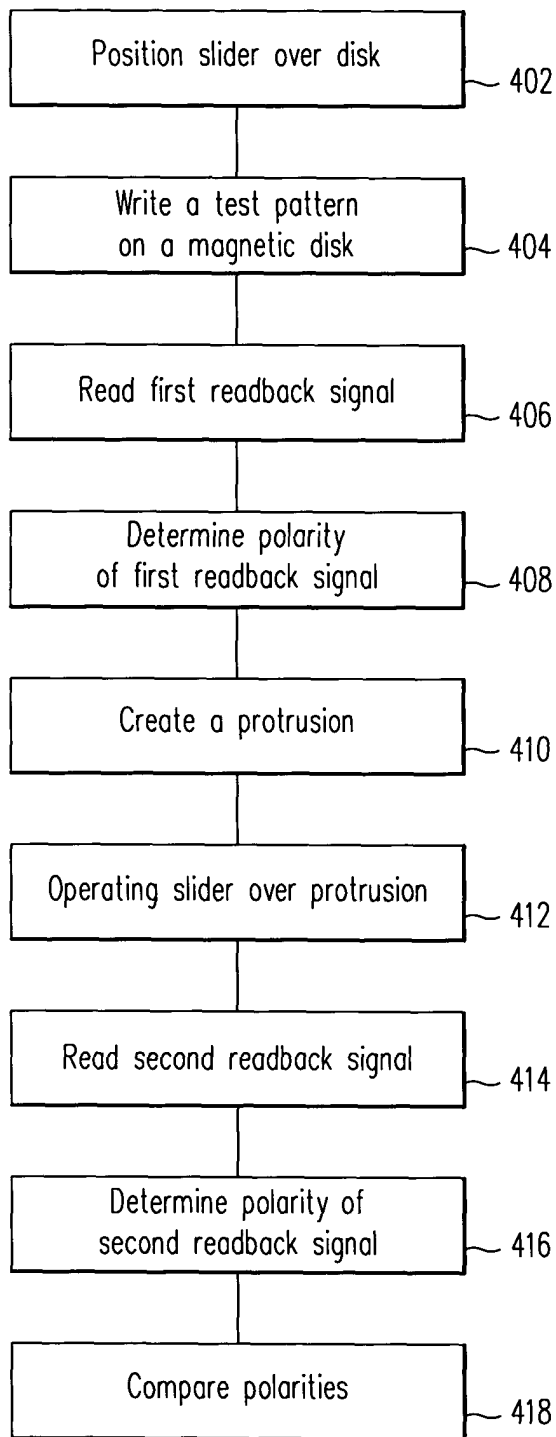 Position slider over disk
402
Write a test pattern
on a magnetic disk
404
Read first readback signal
406
Determine polarity
of first readback signal
408
Create a protrusion
410
Operating slider over protrusion
412
Read second readback signal
414
Determine polarity of
second readback signal
416
Compare polarities
418